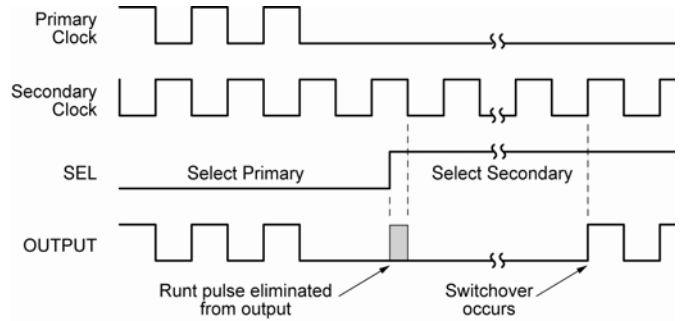 Primary
Clock
Secondary
Clock
SEL
Select Primary
Select Secondary
OUTPUT
Runt pulse eliminated
from output
Switchover
occurs